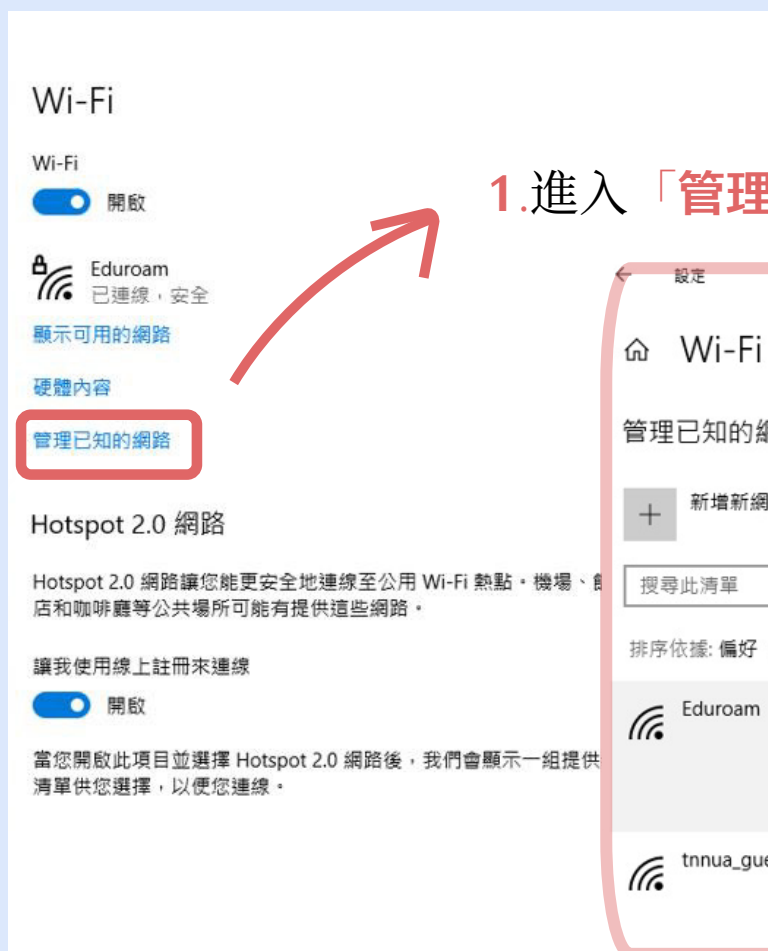 Wi-Fi
Wi-Fi
開啟
Eduroam
已連線，安全
顯示可用的網路
硬體內容
管理已知的網路
Hotspot 2.0 網路
Hotspot 2.0 網路讓您能更安全地連線至公用 Wi-Fi 熱點。機場、
店和咖啡廳等公共場所可能有提供這些網路。
讓我使用線上註冊來連線
開啟
當您開啟此項目並選擇 Hotspot 2.0 網路後，我們會顯示一組提供
清單供您選擇，以便您連線。
1.進入「管理
設定
Wi-Fi
管理已知的
新增新網
搜尋此清單
排序依據: 偏好
Eduroam
tnnua_gue